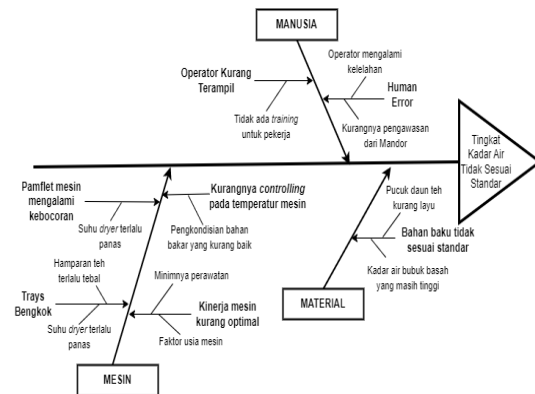 MANUSIA
Operator Kurang
Terampil
Operator mengalami
kelelahan
Human
Error
Tidak ada training
untuk pekerja
Kurangnya pengawasan
dari Mandor
Tingkat
Kadar Air
Tidak Sesuai
Standar
Pamflet mesin
mengalami
kebocoran
Kurangnya controlling
pada temperatur mesin
Suhu dryer terlalu
panas
Pengkondisian bahan
bakar yang kurang baik
Pucuk daun teh
kurang layu
Bahan baku tidak
sesuai standar
Kadar air bubuk basah
yang masih tinggi
Hamparan teh
terlalu tebal
Minimnya perawatan
Trays
Bengkok
Kinerja mesin
kurang optimal
Suhu dryer terlalu
panas
Faktor usia mesin
MATERIAL
MESIN